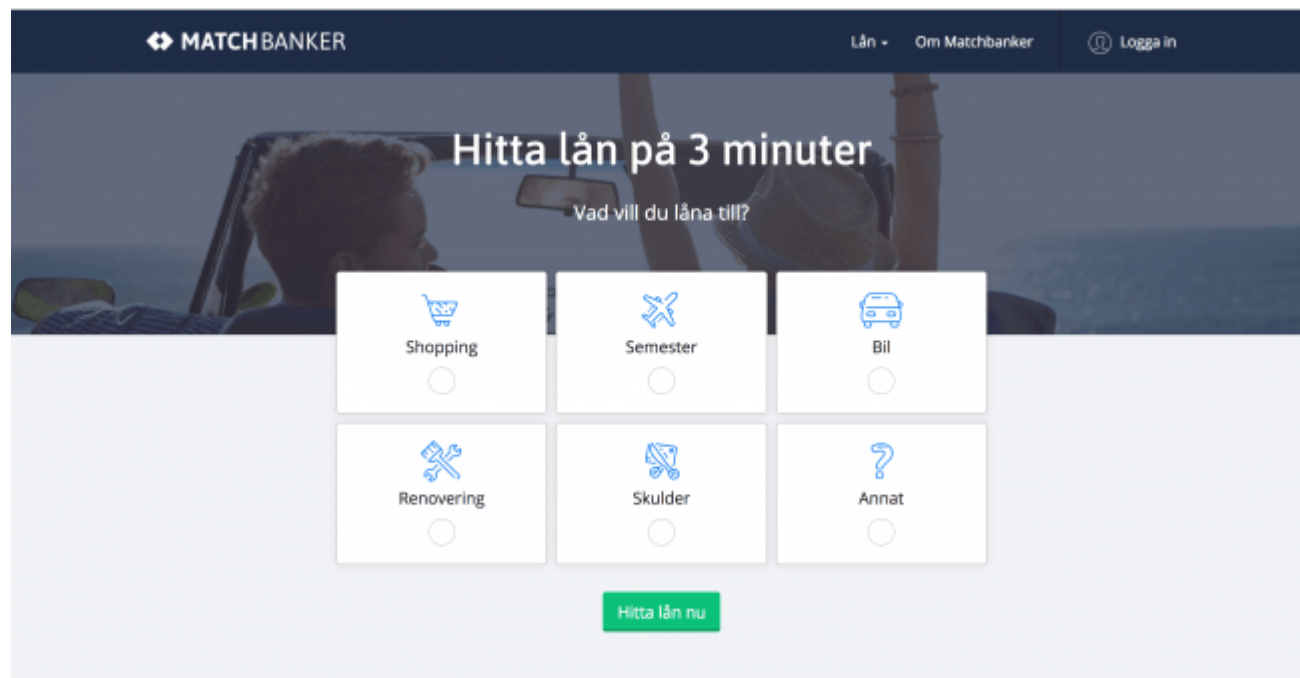 MATCHBANKER
Lån
Om Matchbanker
Logga in
Hitta lån på 3 minuter
Vad vill du låna till?
Shopping
Semester
Bil
Renovering
Skulder
Annat
Hitta lån nu